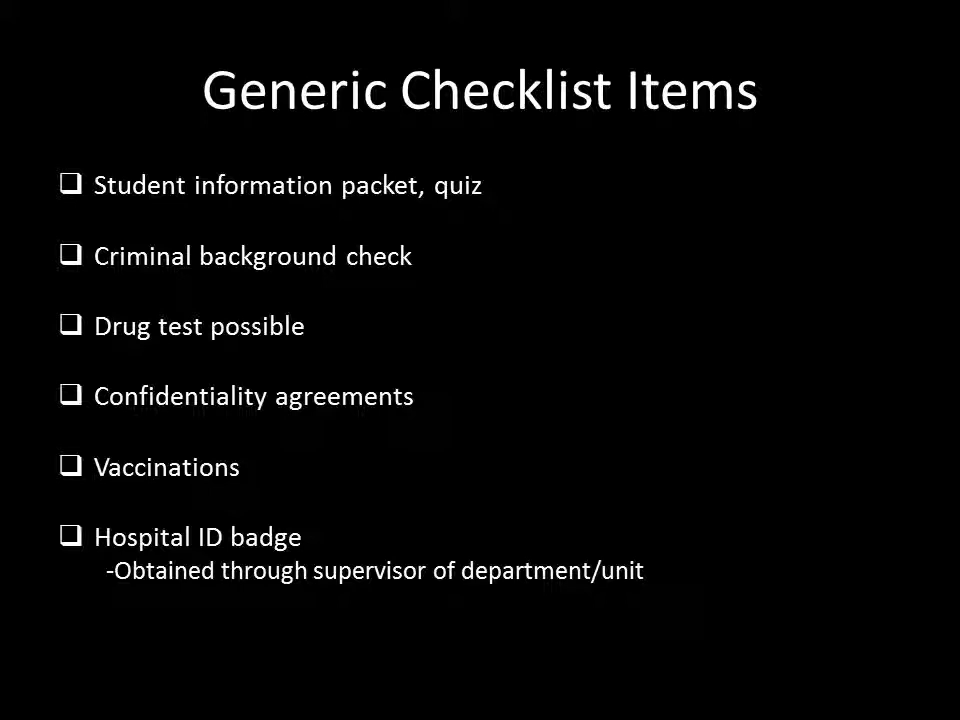 Generic Checklist Items
❑ Student information packet, quiz
❑ Criminal background check
❑ Drug test possible
❑ Confidentiality agreements
❑ Vaccinations
❑ Hospital ID badge
-Obtained through supervisor of department/unit